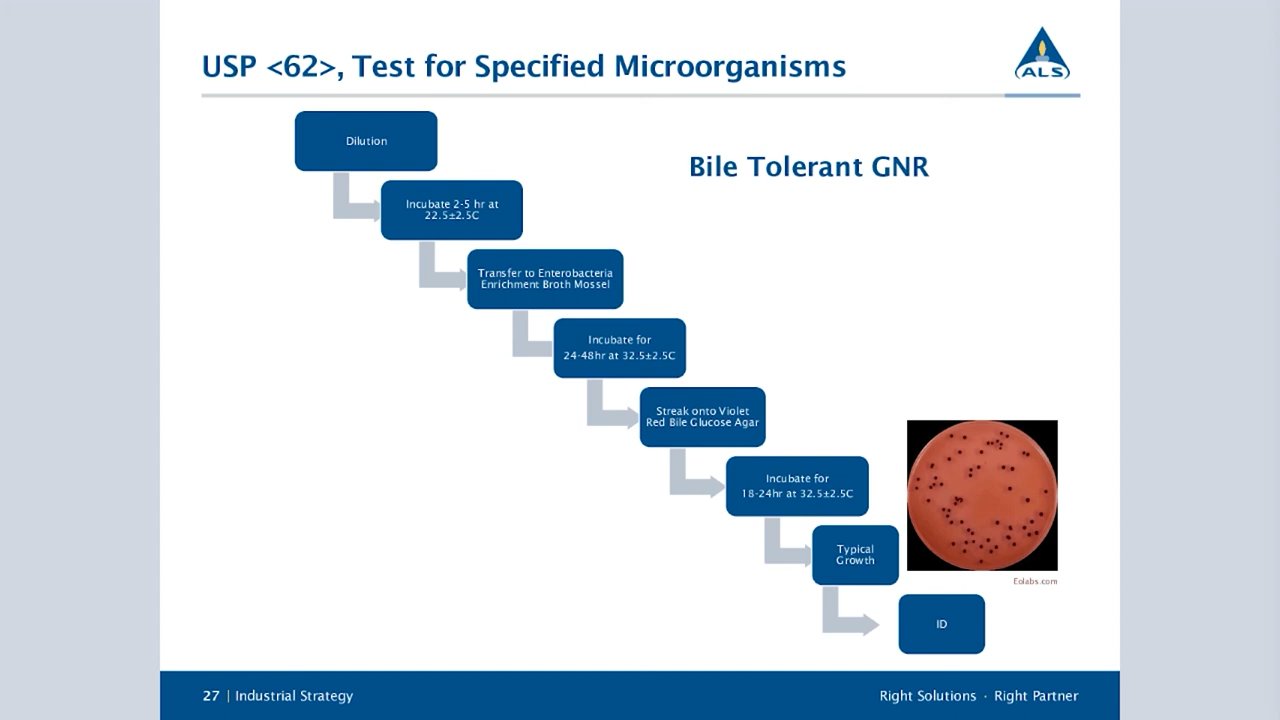 USP <62>, Test for Specified Microorganisms
ALS
Bile Tolerant GNR
Dilution
Incubate 2-5 hr at
22.5±2.5C
Transfer to Enterobacteria
Enrichment Broth Mossel
Incubate for
24-48hr at 32.5±2.5C
Streak onto Violet
Red Bile Glucose Agar
Incubate for
18-24hr at 32.5±2.5C
Typical
Growth
Eolabs.com
ID
27 | Industrial Strategy
Right Solutions · Right Partner